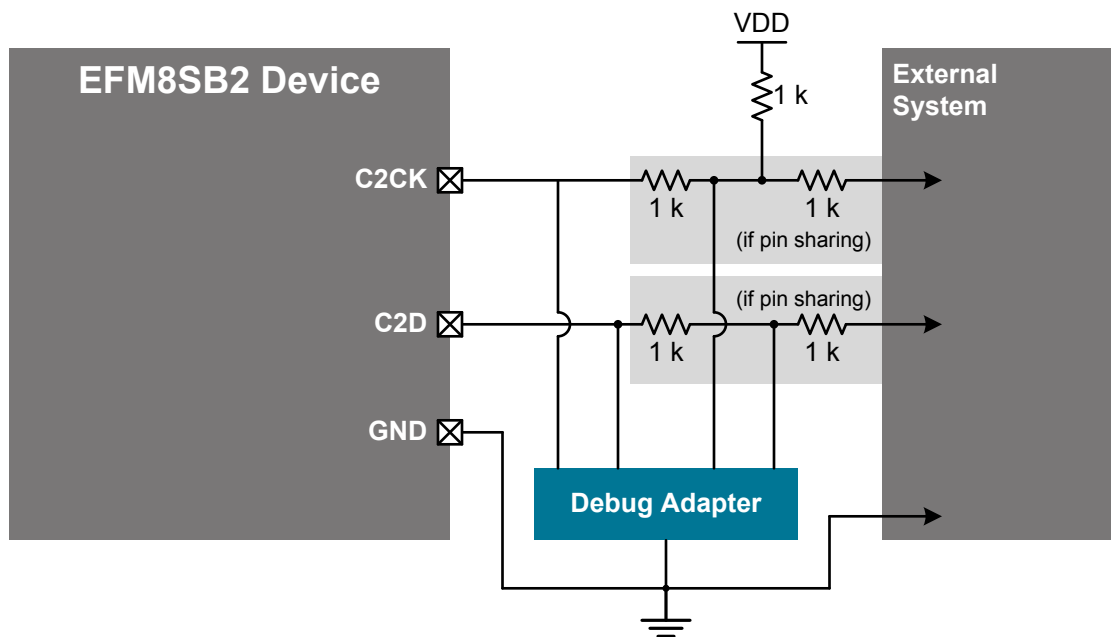 VDD
EFM8SB2 Device
External
System
1 k
C2CK
1 k
1 k
(if pin sharing)
(if pin sharing)
C2D
1 k
1 k
GND
Debug Adapter